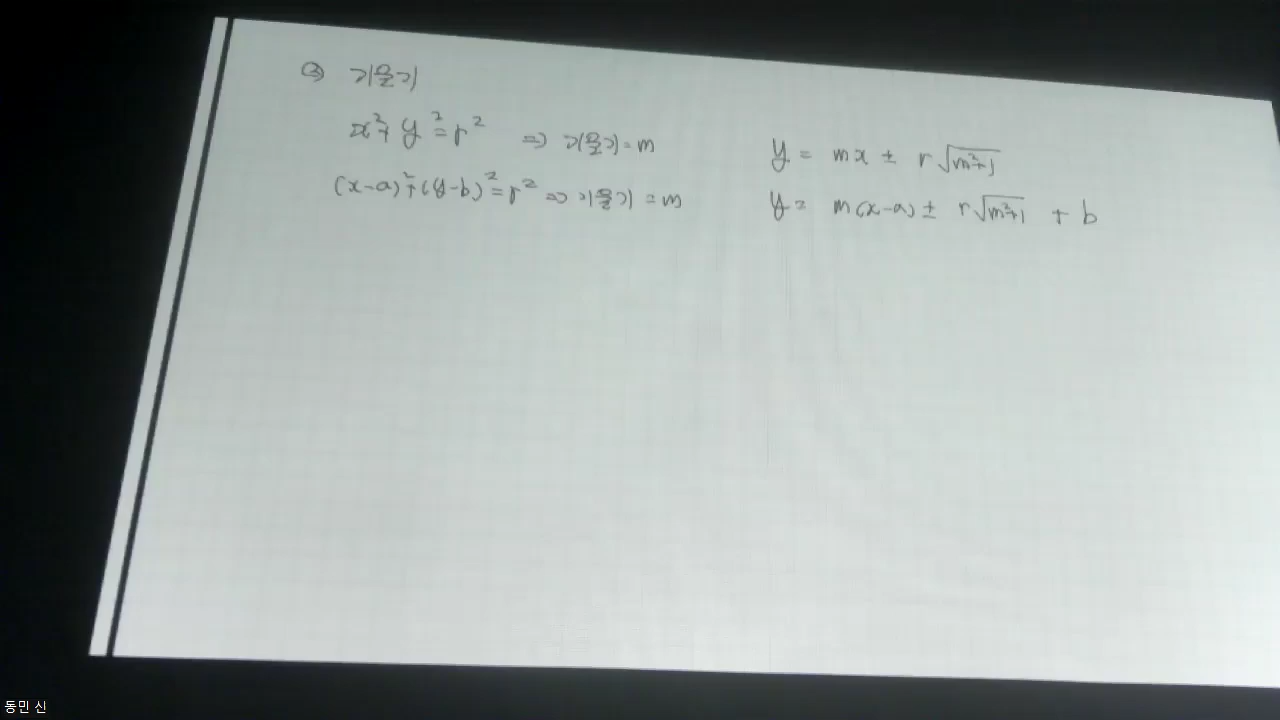 ③ 기울기
x²+y²=r² ⇒ 기울기=m y = mx ± r√(m²+1)
(x-a)²+(y-b)²=r² ⇒ 기울기=m y = m(x-a) ± r√(m²+1) + b
동민 신